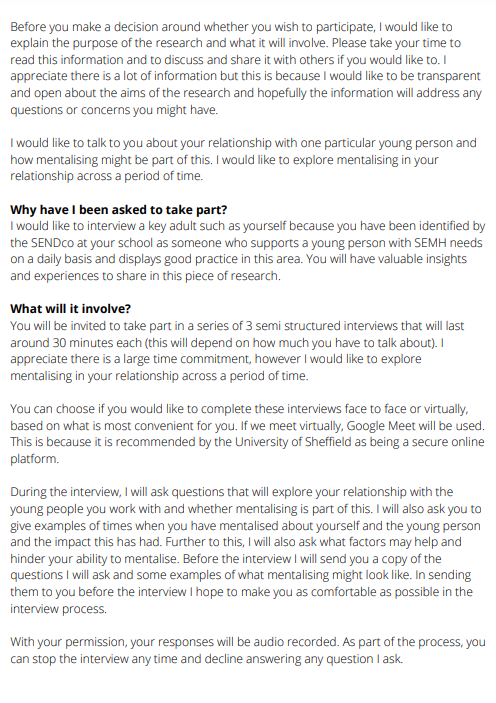 Before you make a decision around whether you wish to participate, I would like to
explain the purpose of the research and what it will involve. Please take your time to
read this information and to discuss and share it with others if you would like to. I
appreciate there is a lot of information but this is because I would like to be transparent
and open about the aims of the research and hopefully the information will address any
questions or concerns you might have.

I would like to talk to you about your relationship with one particular young person and
how mentalising might be part of this. I would like to explore mentalising in your
relationship across a period of time.

Why have I been asked to take part?
I would like to interview a key adult such as yourself because you have been identified by
the SENDco at your school as someone who supports a young person with SEMH needs
on a daily basis and displays good practice in this area. You will have valuable insights
and experiences to share in this piece of research.

What will it involve?
You will be invited to take part in a series of 3 semi structured interviews that will last
around 30 minutes each (this will depend on how much you have to talk about). I
appreciate there is a large time commitment, however I would like to explore
mentalising in your relationship across a period of time.

You can choose if you would like to complete these interviews face to face or virtually,
based on what is most convenient for you. If we meet virtually, Google Meet will be used.
This is because it is recommended by the University of Sheffield as being a secure online
platform.

During the interview, I will ask questions that will explore your relationship with the
young people you work with and whether mentalising is part of this. I will also ask you to
give examples of times when you have mentalised about yourself and the young person
and the impact this has had. Further to this, I will also ask what factors may help and
hinder your ability to mentalise. Before the interview I will send you a copy of the
questions I will ask and some examples of what mentalising might look like. In sending
them to you before the interview I hope to make you as comfortable as possible in the
interview process.

With your permission, your responses will be audio recorded. As part of the process, you
can stop the interview any time and decline answering any question I ask.